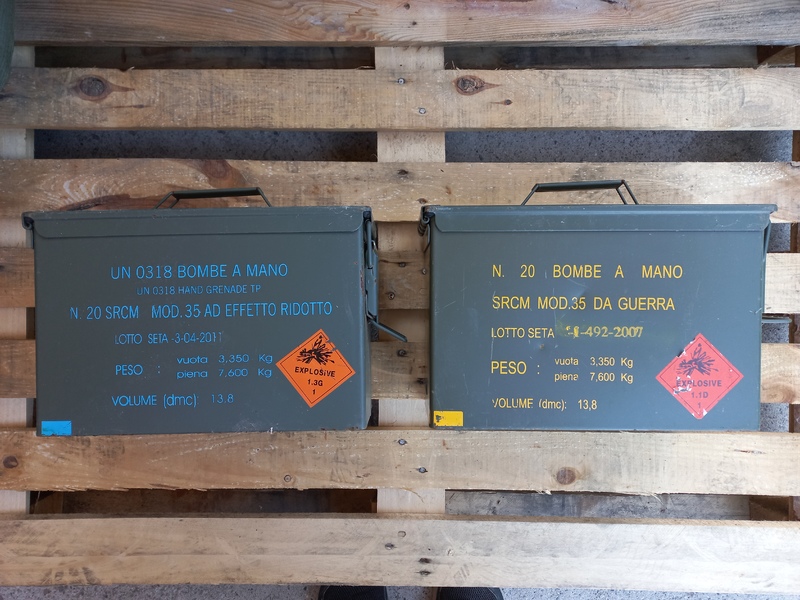 UN 0318 BOMBE A MANO
UN 0318 HAND GRENADE TP
N. 20 SRCM MOD.35 AD EFFETTO RIDOTTO
LOTTO SETA -3-04-2011
PESO : vuota 3,350 Kg
piena 7,600 Kg
VOLUME (dmc): 13,8
EXPLOSIVE
1.3G
1
N. 20 BOMBE A MANO
SRCM MOD.35 DA GUERRA
LOTTO SETA -492-2007
PESO : vuota 3,350 Kg
piena 7,600 Kg
VOLUME (dmc): 13,8
EXPLOSIVE
1.1D